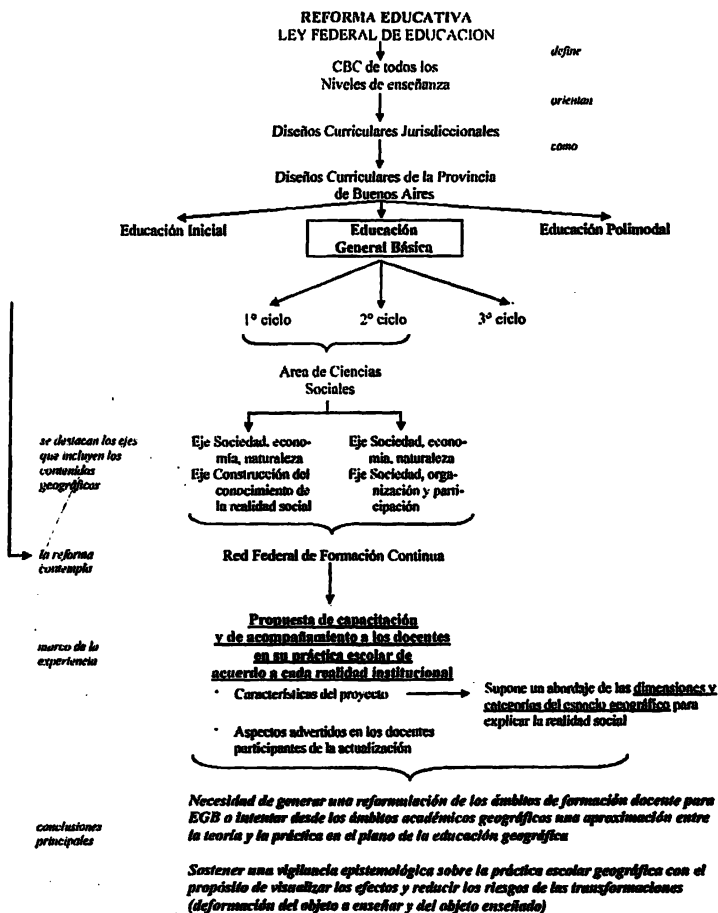 REFORMA EDUCATIVA
LEY FEDERAL DE EDUCACION
define
CBC de todos los
Niveles de enseñanza
orientan
Diseños Curriculares Jurisdiccionales
como
Diseños Curriculares de la Provincia
de Buenos Aires
Educación Inicial
Educación
General Básica
Educación Polimodal
1º ciclo
2º ciclo
3º ciclo
Area de Ciencias
Sociales
se destacan los ejes
que incluyen los
contenidos
geográficos
Eje Sociedad, econo-
mía, naturaleza
Eje Construcción del
conocimiento de
la realidad social
Eje Sociedad, econo-
mía, naturaleza
Eje Sociedad, orga-
nización y parti-
cipación
la reforma
contempla
Red Federal de Formación Continua
marco de la
experiencia
Propuesta de capacitación
y de acompañamiento a los docentes
en su práctica escolar de
acuerdo a cada realidad institucional
· Características del proyecto
Supone un abordaje de las dimensiones y
categorías del espacio geográfico para
explicar la realidad social
· Aspectos advertidos en los docentes
participantes de la actualización
conclusiones
principales
Necesidad de generar una reformulación de los ámbitos de formación docente para
EGB o intentar desde los ámbitos académicos geográficos una aproximación entre
la teoría y la práctica en el plano de la educación geográfica
Sostener una vigilancia epistemológica sobre la práctica escolar geográfica con el
propósito de visualizar los efectos y reducir los riesgos de las transformaciones
(deformación del objeto a enseñar y del objeto enseñado)